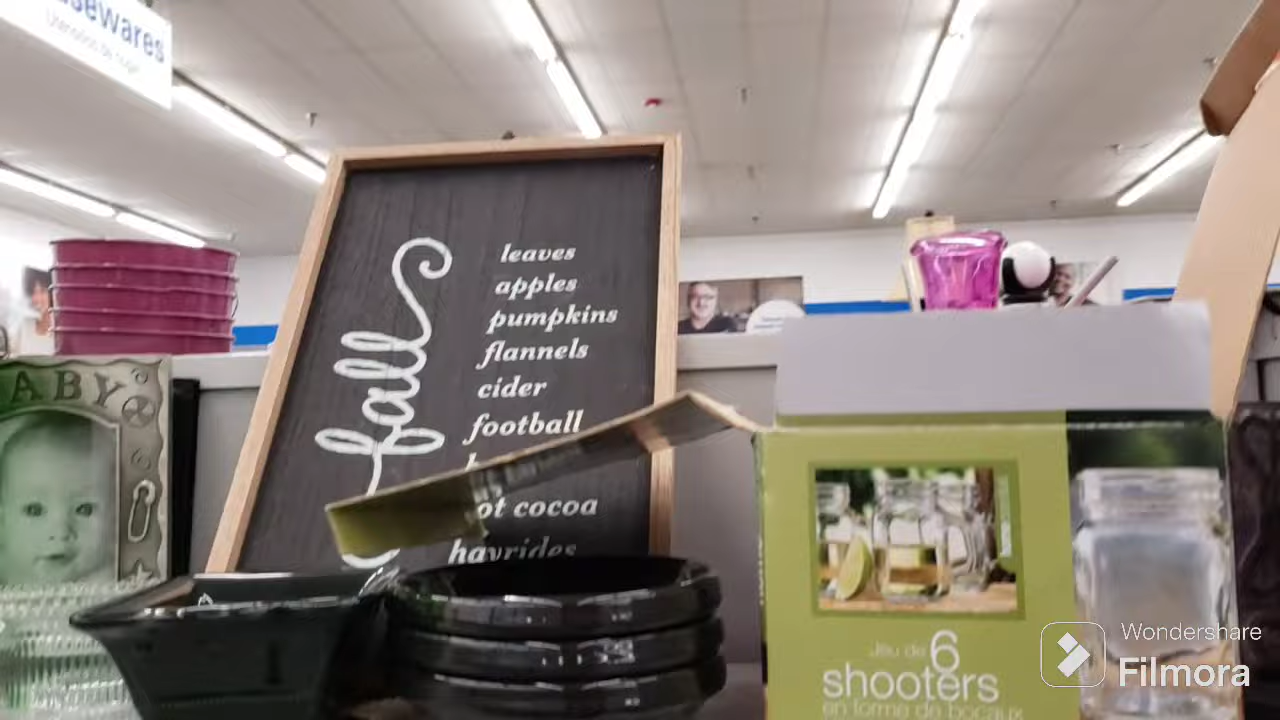 sewares
ABY
fall
leaves
apples
pumpkins
flannels
cider
football
ot cocoa
hayrides
Jeu de 6
shooters
en forme de bocaux
Wondershare
Filmora